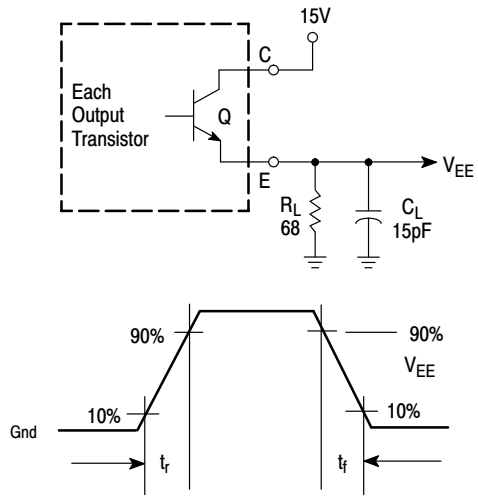 15V
C
Each
Output
Transistor
Q
E
V_EE
R_L
68
C_L
15pF
90%
90%
V_EE
10%
10%
Gnd
t_r
t_f